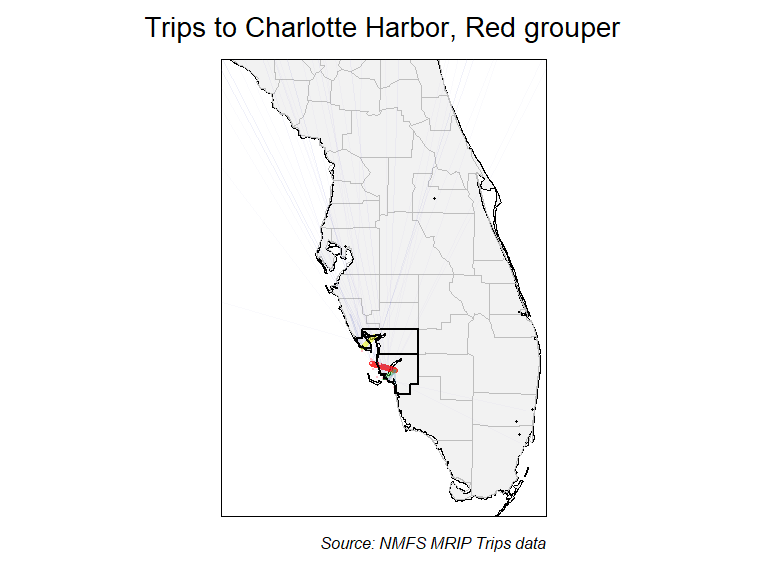 Trips to Charlotte Harbor, Red grouper
Source: NMFS MRIP Trips data